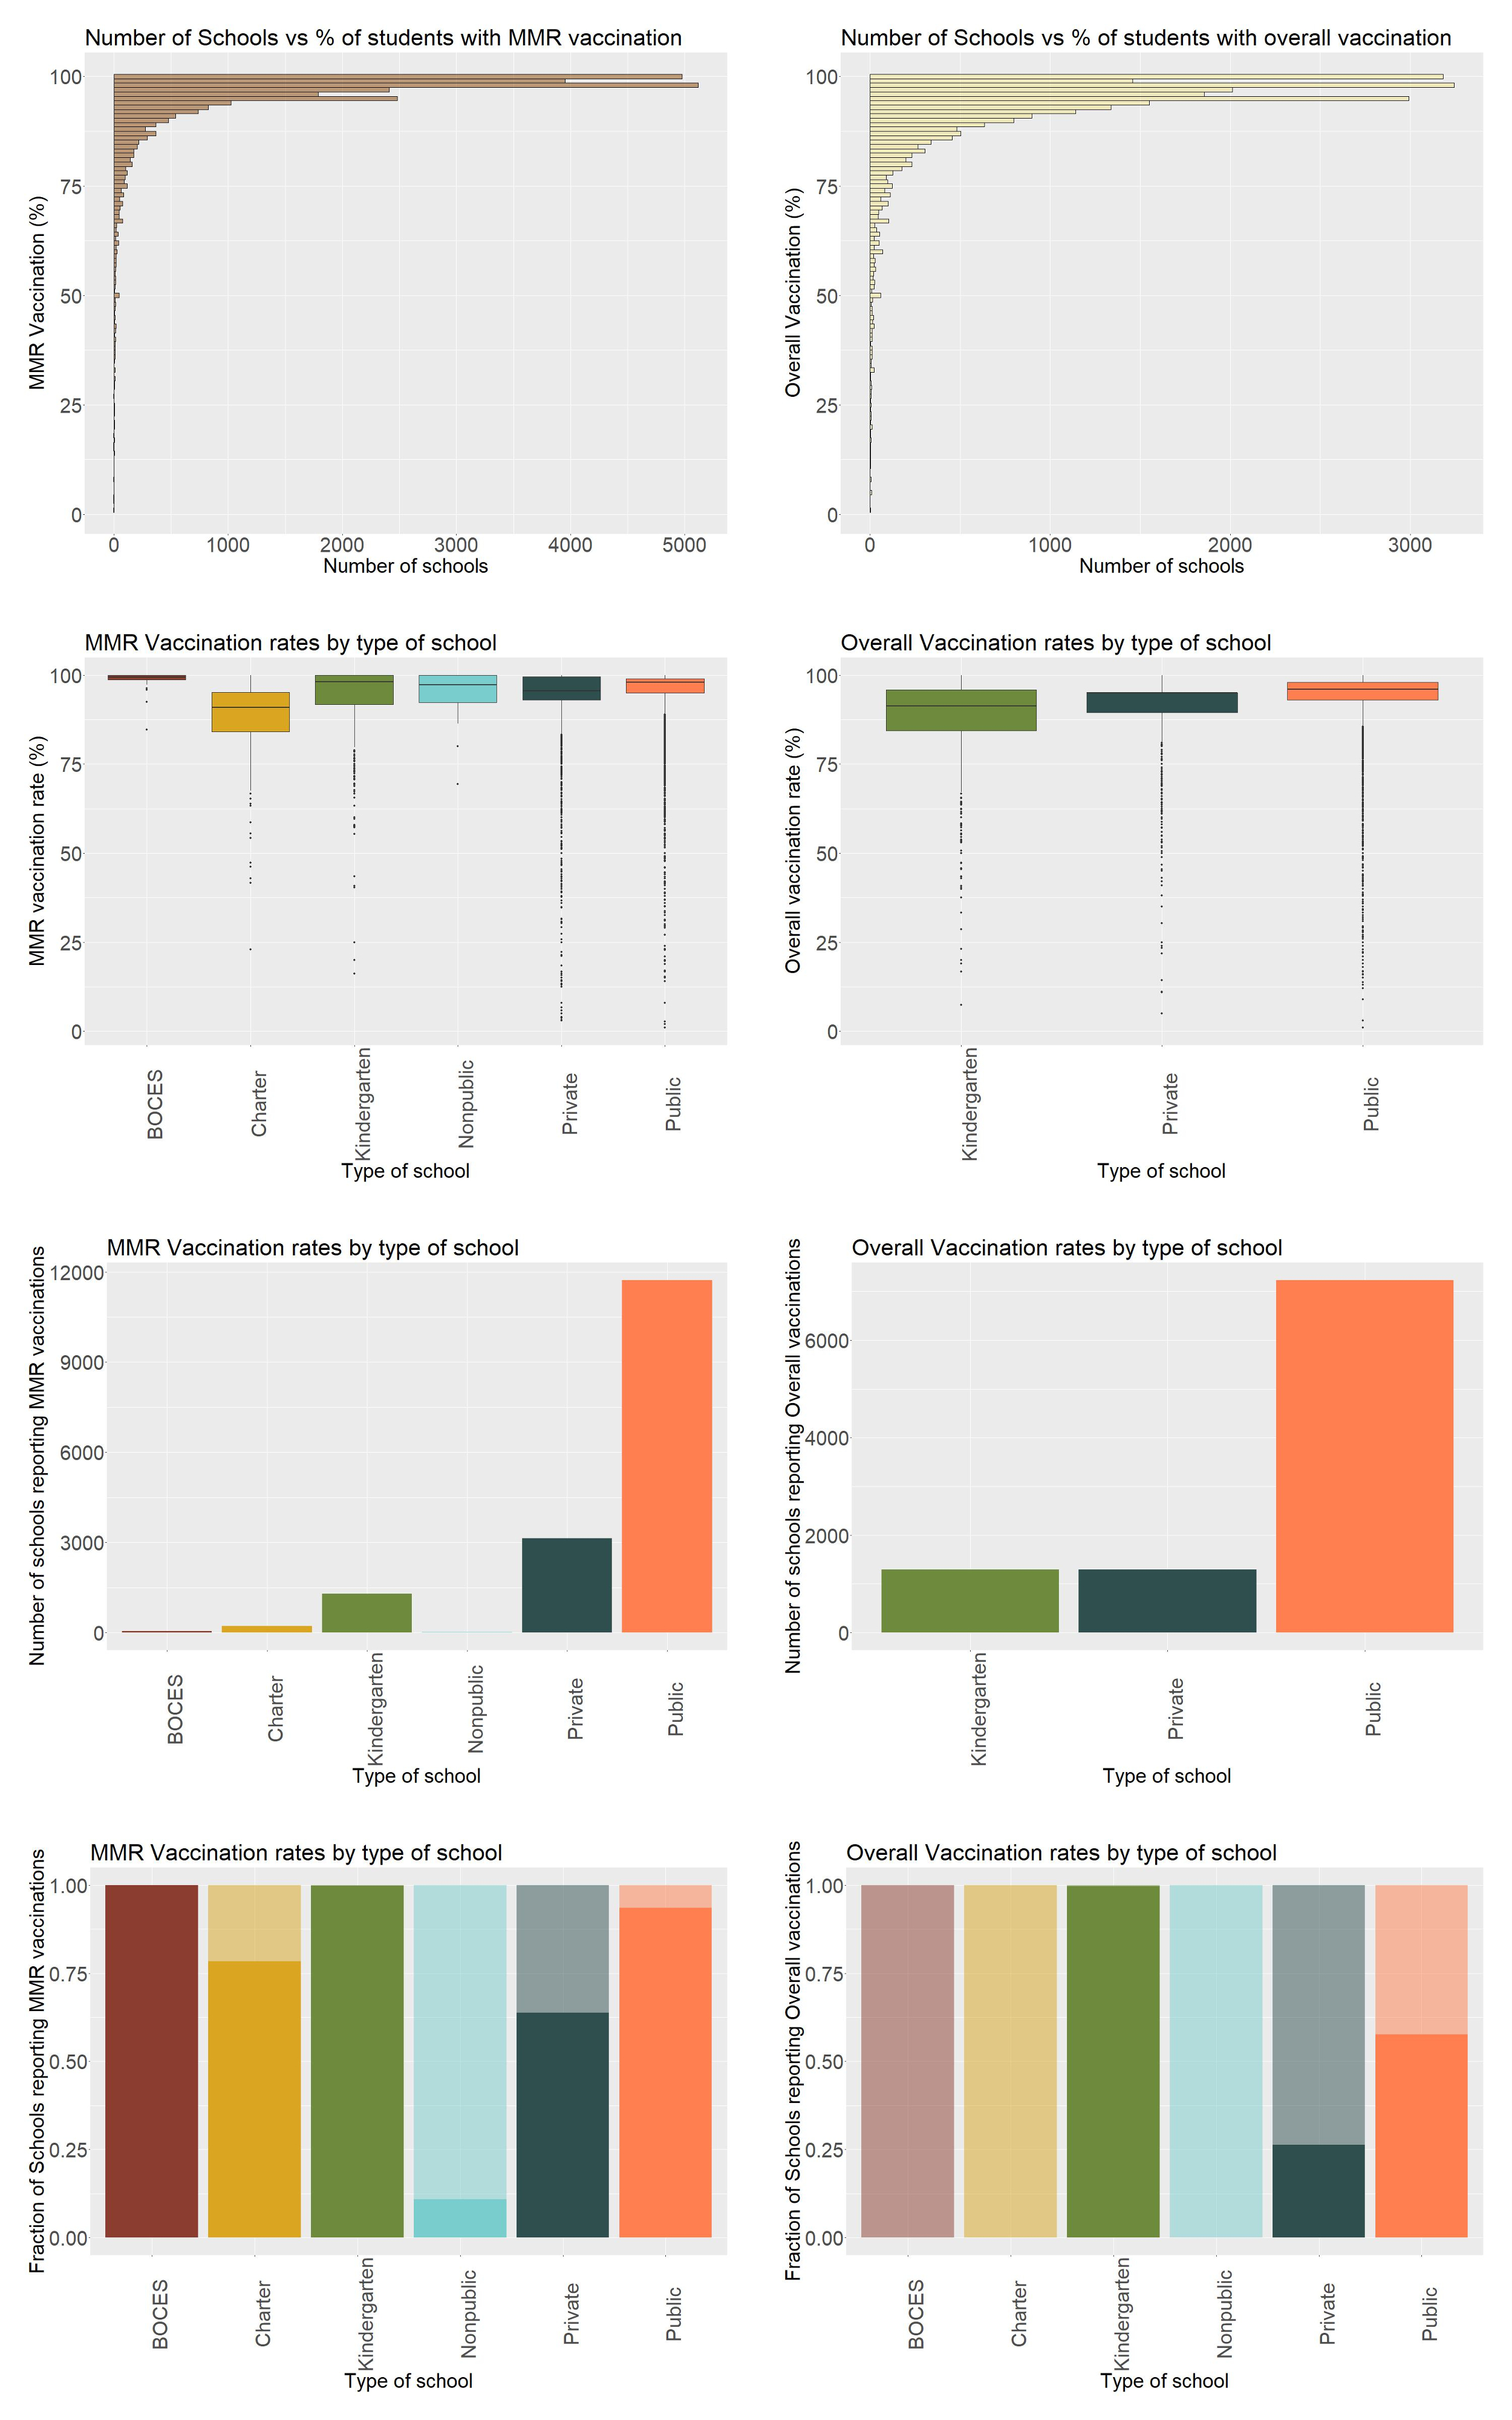 Number of Schools vs % of students with MMR vaccination
MMR Vaccination (%)
100
75
50
25
0
0 1000 2000 3000 4000 5000
Number of schools
Number of Schools vs % of students with overall vaccination
Overall Vaccination (%)
100
75
50
25
0
0 1000 2000 3000
Number of schools
MMR Vaccination rates by type of school
MMR vaccination rate (%)
100
75
50
25
0
BOCES Charter Kindergarten Nonpublic Private Public
Type of school
Overall Vaccination rates by type of school
Overall vaccination rate (%)
100
75
50
25
0
Kindergarten Private Public
Type of school
MMR Vaccination rates by type of school
Number of schools reporting MMR vaccinations
12000
9000
6000
3000
0
BOCES Charter Kindergarten Nonpublic Private Public
Type of school
Overall Vaccination rates by type of school
Number of schools reporting Overall vaccinations
6000
4000
2000
0
Kindergarten Private Public
Type of school
MMR Vaccination rates by type of school
Fraction of Schools reporting MMR vaccinations
1.00
0.75
0.50
0.25
0.00
BOCES Charter Kindergarten Nonpublic Private Public
Type of school
Overall Vaccination rates by type of school
Fraction of Schools reporting Overall vaccinations
1.00
0.75
0.50
0.25
0.00
BOCES Charter Kindergarten Nonpublic Private Public
Type of school